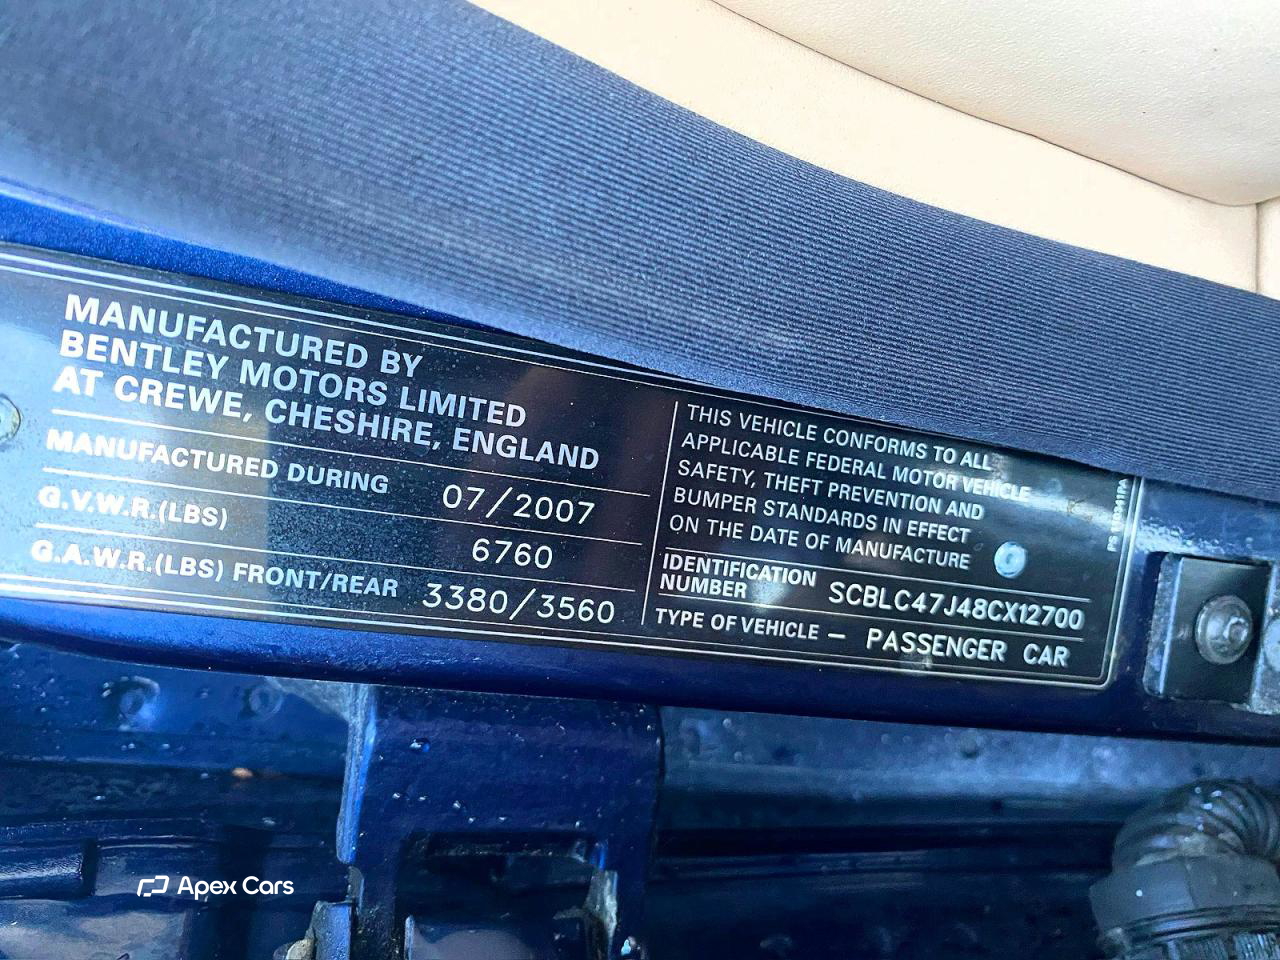 MANUFACTURED BY
BENTLEY MOTORS LIMITED
AT CREWE, CHESHIRE, ENGLAND
MANUFACTURED DURING 07/2007
G.V.W.R.(LBS) 6760
G.A.W.R.(LBS) FRONT/REAR 3380/3560
THIS VEHICLE CONFORMS TO ALL
APPLICABLE FEDERAL MOTOR VEHICLE
SAFETY, THEFT PREVENTION AND
BUMPER STANDARDS IN EFFECT
ON THE DATE OF MANUFACTURE
IDENTIFICATION
NUMBER SCBLC47J48CX12700
TYPE OF VEHICLE – PASSENGER CAR
Apex Cars